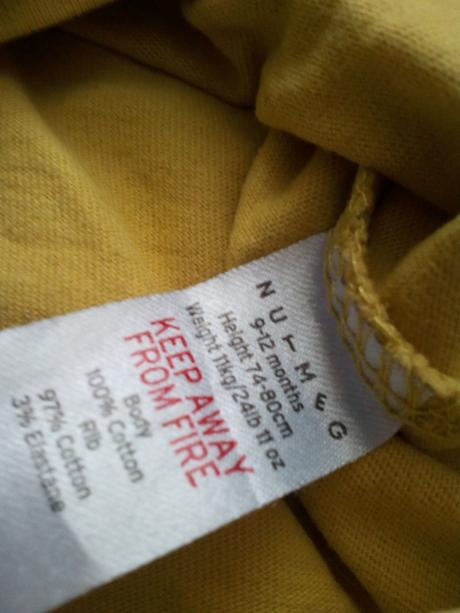 NUTMEG
9-12 months
Height 74-80cm
Weight 11kg/24lb 11 oz
KEEP AWAY
FROM FIRE
Body
100% Cotton
Rib
97% Cotton
3% Elastane